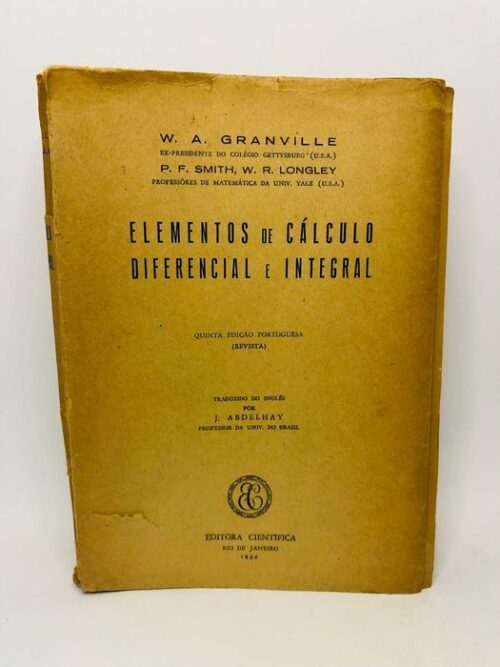 W. A. GRANVILLE
EX-PRESIDENTE DO COLÉGIO GETTYSBURG (U.S.A.)
P. F. SMITH, W. R. LONGLEY
PROFESSÔRES DE MATEMÁTICA DA UNIV. YALE (U.S.A.)
ELEMENTOS DE CÁLCULO
DIFERENCIAL E INTEGRAL
QUINTA EDIÇÃO PORTUGUÊSA
(REVISTA)
TRADUZIDO DO INGLÊS
POR
J. ABDELHAY
PROFESSOR DA UNIV. DO BRASIL
EDITÔRA CIENTÍFICA
RIO DE JANEIRO